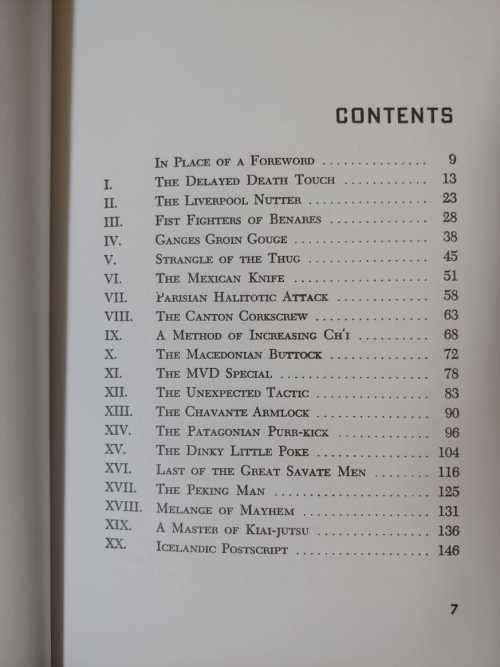 CONTENTS
In Place of a Foreword ............... 9
I. The Delayed Death Touch ............ 13
II. The Liverpool Nutter ................. 23
III. Fist Fighters of Benares .............. 28
IV. Ganges Groin Gouge ................... 38
V. Strangle of the Thug ................. 45
VI. The Mexican Knife .................... 51
VII. Parisian Halitotic Attack ............. 58
VIII. The Canton Corkscrew ................ 63
IX. A Method of Increasing Ch'i .......... 68
X. The Macedonian Buttock .............. 72
XI. The MVD Special ..................... 78
XII. The Unexpected Tactic ................ 83
XIII. The Chavante Armlock ................ 90
XIV. The Patagonian Purr-kick ............. 96
XV. The Dinky Little Poke ................ 104
XVI. Last of the Great Savate Men ........ 116
XVII. The Peking Man ...................... 125
XVIII. Melange of Mayhem ................... 131
XIX. A Master of Kiai-jutsu ................. 136
XX. Icelandic Postscript ................... 146
7